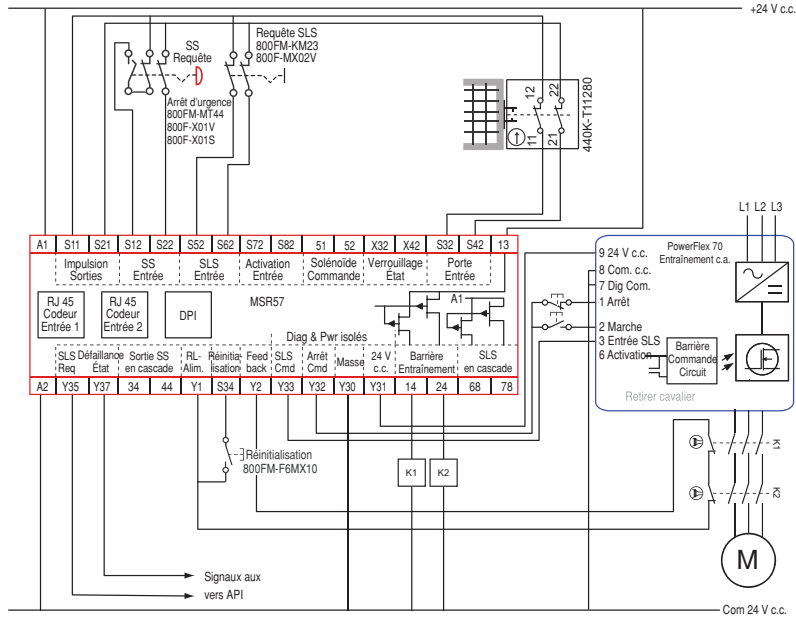 +24 V c.c.
SS
Requête
Requête SLS
800FM-KM23
800F-MX02V
Arrêt d'urgence
800FM-MT44
800F-X01V
800F-X01S
12
22
11
21
440K-T11280
L1 L2 L3
A1 S11 S21 S12 S22 S52 S62 S72 S82 51 52 X32 X42 S32 S42 13
Impulsion
Sorties
SS
Entrée
SLS
Entrée
Activation
Entrée
Solénoïde
Commande
Verrouillage
État
Porte
Entrée
RJ 45
Codeur
Entrée 1
RJ 45
Codeur
Entrée 2
DPI
MSR57
A1
Diag & Pwr isolés
SLS
Req
Défaillance
État
Sortie SS
en cascade
RL-
Alim.
Réinitia-
lisation
Feed
back
SLS
Cmd
Arrêt
Cmd
Masse
24 V
c.c.
Barrière
Entraînement
SLS
en cascade
A2 Y35 Y37 34 44 Y1 S34 Y2 Y33 Y32 Y30 Y31 14 24 68 78
PowerFlex 70
Entraînement c.a.
9 24 V c.c.
8 Com. c.c.
7 Dig Com.
1 Arrêt
2 Marche
3 Entrée SLS
6 Activation
Barrière
Commande
Circuit
Retirer cavalier
Réinitialisation
800FM-F6MX10
K1
K2
K1
K2
M
Signaux aux
vers API
Com 24 V c.c.